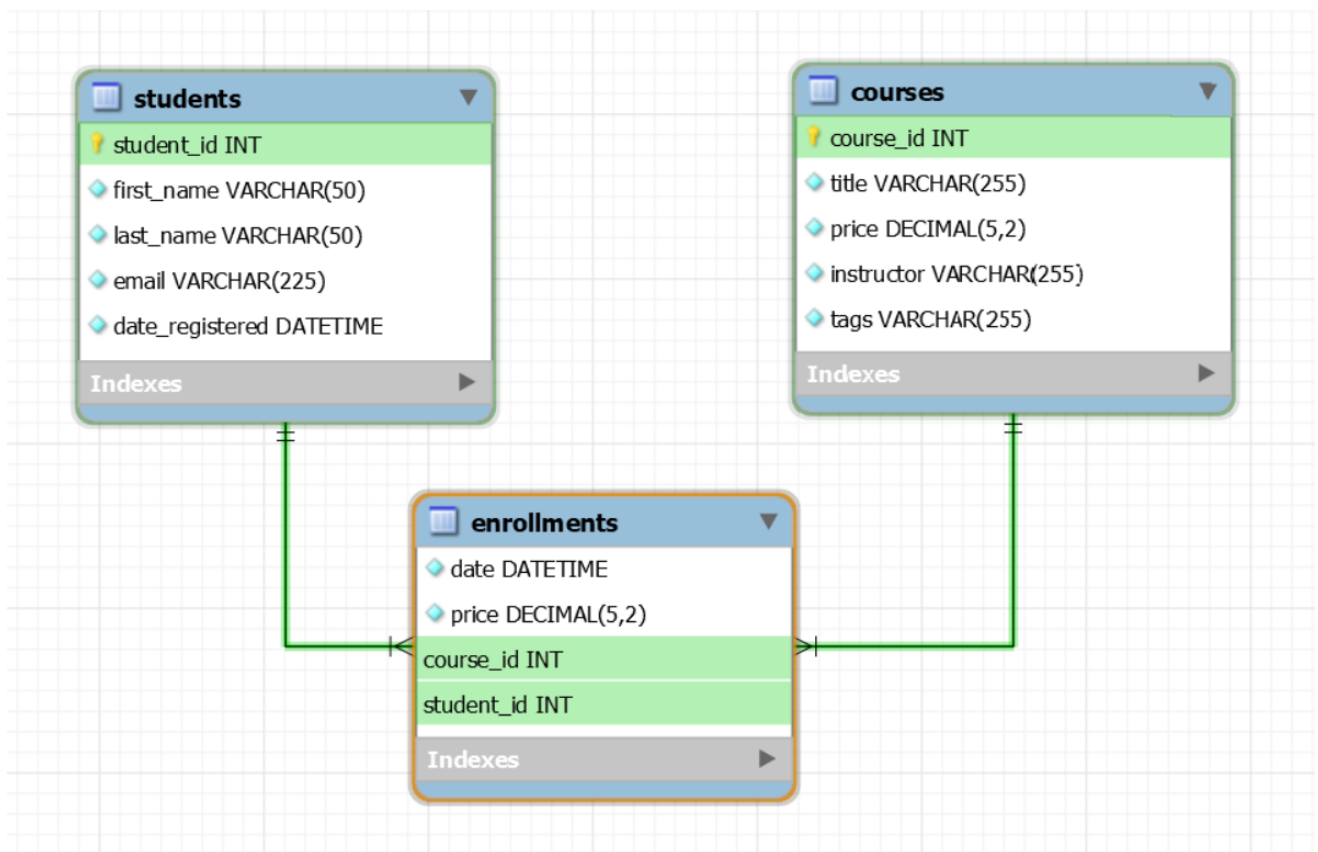 students
student_id INT
first_name VARCHAR(50)
last_name VARCHAR(50)
email VARCHAR(225)
date_registered DATETIME
Indexes
courses
course_id INT
title VARCHAR(255)
price DECIMAL(5,2)
instructor VARCHAR(255)
tags VARCHAR(255)
Indexes
enrollments
date DATETIME
price DECIMAL(5,2)
course_id INT
student_id INT
Indexes